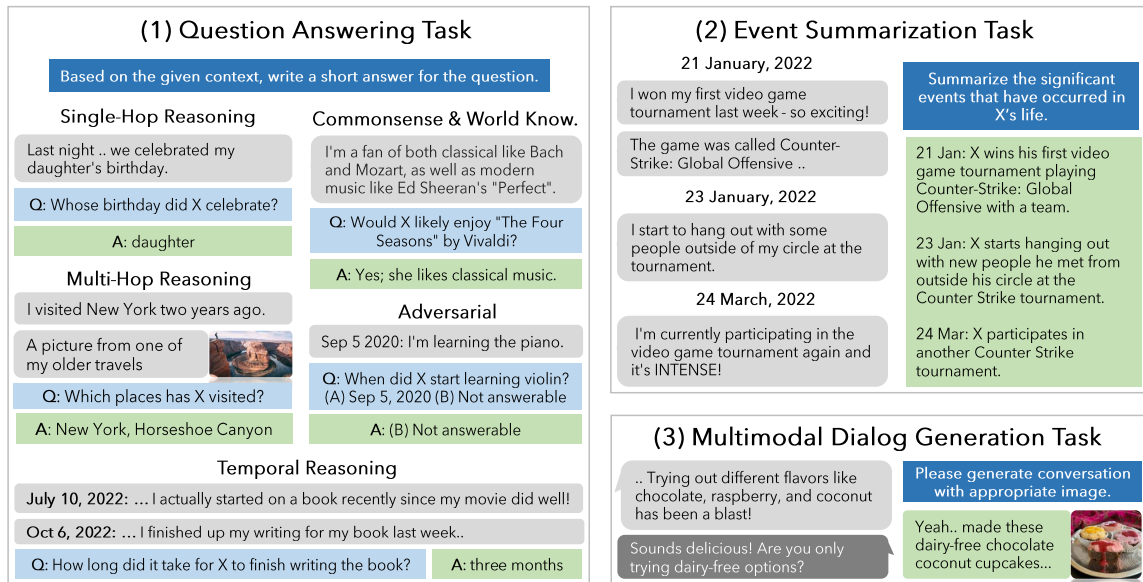 (1) Question Answering Task
Based on the given context, write a short answer for the question.
Single-Hop Reasoning
Last night .. we celebrated my
daughter's birthday.
Q: Whose birthday did X celebrate?
A: daughter
Multi-Hop Reasoning
I visited New York two years ago.
A picture from one of
my older travels
Q: Which places has X visited?
A: New York, Horseshoe Canyon
Commonsense & World Know.
I'm a fan of both classical like Bach
and Mozart, as well as modern
music like Ed Sheeran's "Perfect".
Q: Would X likely enjoy "The Four
Seasons" by Vivaldi?
A: Yes; she likes classical music.
Adversarial
Sep 5 2020: I'm learning the piano.
Q: When did X start learning violin?
(A) Sep 5, 2020 (B) Not answerable
A: (B) Not answerable
Temporal Reasoning
July 10, 2022: ... I actually started on a book recently since my movie did well!
Oct 6, 2022: ... I finished up my writing for my book last week..
Q: How long did it take for X to finish writing the book?
A: three months
(2) Event Summarization Task
21 January, 2022
I won my first video game
tournament last week - so exciting!
The game was called Counter-
Strike: Global Offensive ..
23 January, 2022
I start to hang out with some
people outside of my circle at the
tournament.
24 March, 2022
I'm currently participating in the
video game tournament again and
it's INTENSE!
Summarize the significant
events that have occurred in
X's life.
21 Jan: X wins his first video
game tournament playing
Counter-Strike: Global
Offensive with a team.
23 Jan: X starts hanging out
with new people he met from
outside his circle at the
Counter Strike tournament.
24 Mar: X participates in
another Counter Strike
tournament.
(3) Multimodal Dialog Generation Task
.. Trying out different flavors like
chocolate, raspberry, and coconut
has been a blast!
Sounds delicious! Are you only
trying dairy-free options?
Please generate conversation
with appropriate image.
Yeah.. made these
dairy-free chocolate
coconut cupcakes...